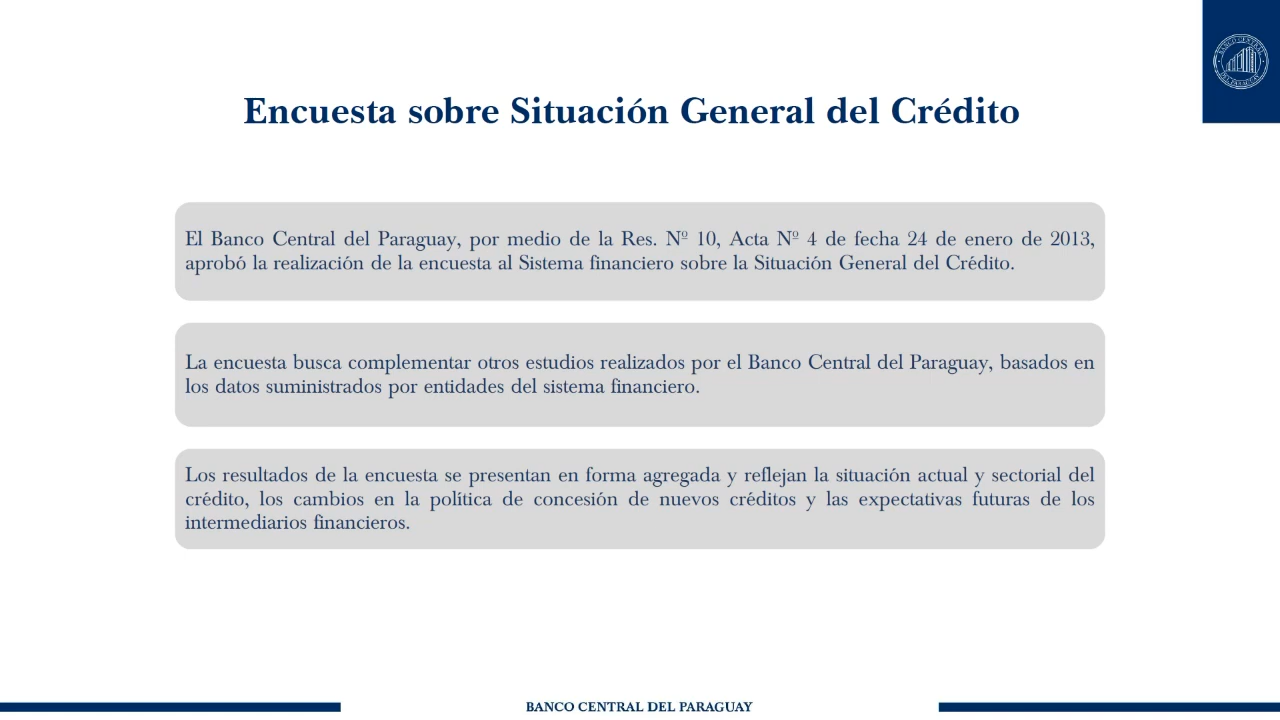 BANCO CENTRAL
DEL PARAGUAY
Encuesta sobre Situación General del Crédito
El Banco Central del Paraguay, por medio de la Res. Nº 10, Acta Nº 4 de fecha 24 de enero de 2013,
aprobó la realización de la encuesta al Sistema financiero sobre la Situación General del Crédito.
La encuesta busca complementar otros estudios realizados por el Banco Central del Paraguay, basados en
los datos suministrados por entidades del sistema financiero.
Los resultados de la encuesta se presentan en forma agregada y reflejan la situación actual y sectorial del
crédito, los cambios en la política de concesión de nuevos créditos y las expectativas futuras de los
intermediarios financieros.
BANCO CENTRAL DEL PARAGUAY